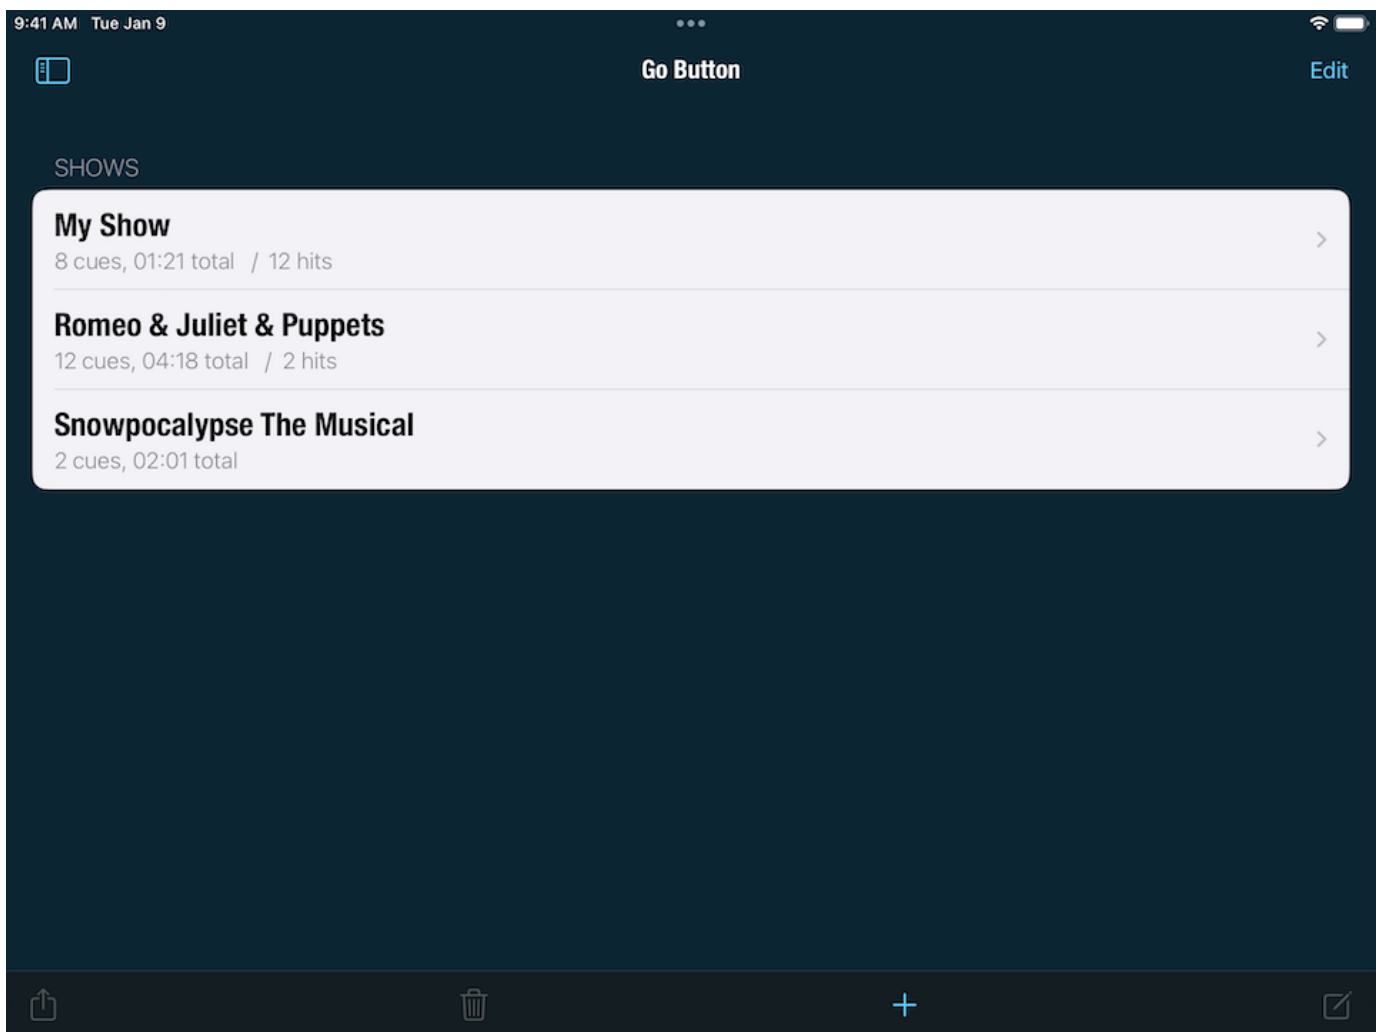 9:41 AM Tue Jan 9
Go Button
Edit
SHOWS
My Show
8 cues, 01:21 total / 12 hits
Romeo & Juliet & Puppets
12 cues, 04:18 total / 2 hits
Snowpocalypse The Musical
2 cues, 02:01 total